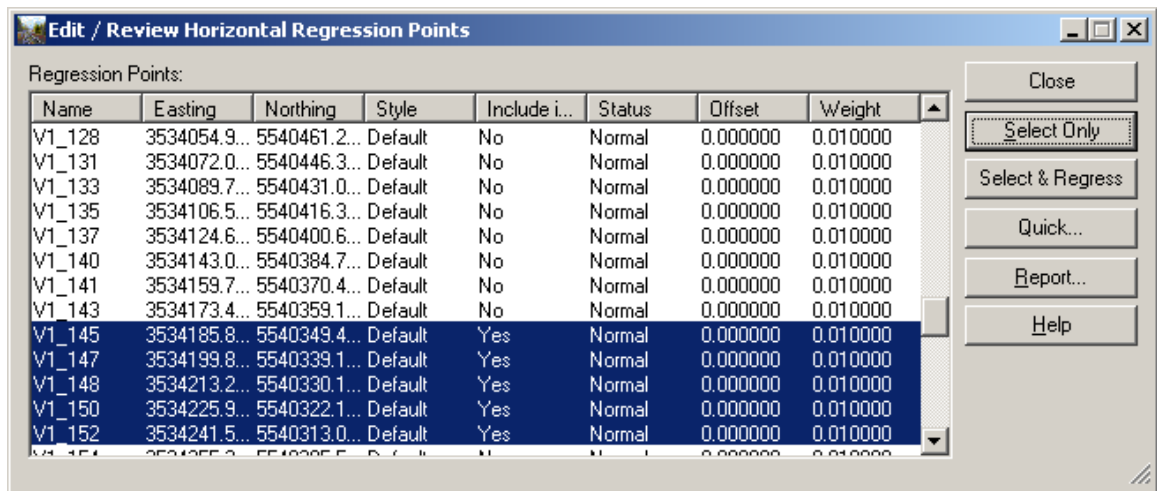 Edit / Review Horizontal Regression Points
Regression Points:
Close
Name Easting Northing Style Include i... Status Offset Weight
V1_128 3534054.9... 5540461.2... Default No Normal 0.000000 0.010000
Select Only
V1_131 3534072.0... 5540446.3... Default No Normal 0.000000 0.010000
V1_133 3534089.7... 5540431.0... Default No Normal 0.000000 0.010000
Select & Regress
V1_135 3534106.5... 5540416.3... Default No Normal 0.000000 0.010000
V1_137 3534124.6... 5540400.6... Default No Normal 0.000000 0.010000
Quick...
V1_140 3534143.0... 5540384.7... Default No Normal 0.000000 0.010000
V1_141 3534159.7... 5540370.4... Default No Normal 0.000000 0.010000
Report...
V1_143 3534173.4... 5540359.1... Default No Normal 0.000000 0.010000
V1_145 3534185.8... 5540349.4... Default Yes Normal 0.000000 0.010000
Help
V1_147 3534199.8... 5540339.1... Default Yes Normal 0.000000 0.010000
V1_148 3534213.2... 5540330.1... Default Yes Normal 0.000000 0.010000
V1_150 3534225.9... 5540322.1... Default Yes Normal 0.000000 0.010000
V1_152 3534241.5... 5540313.0... Default Yes Normal 0.000000 0.010000